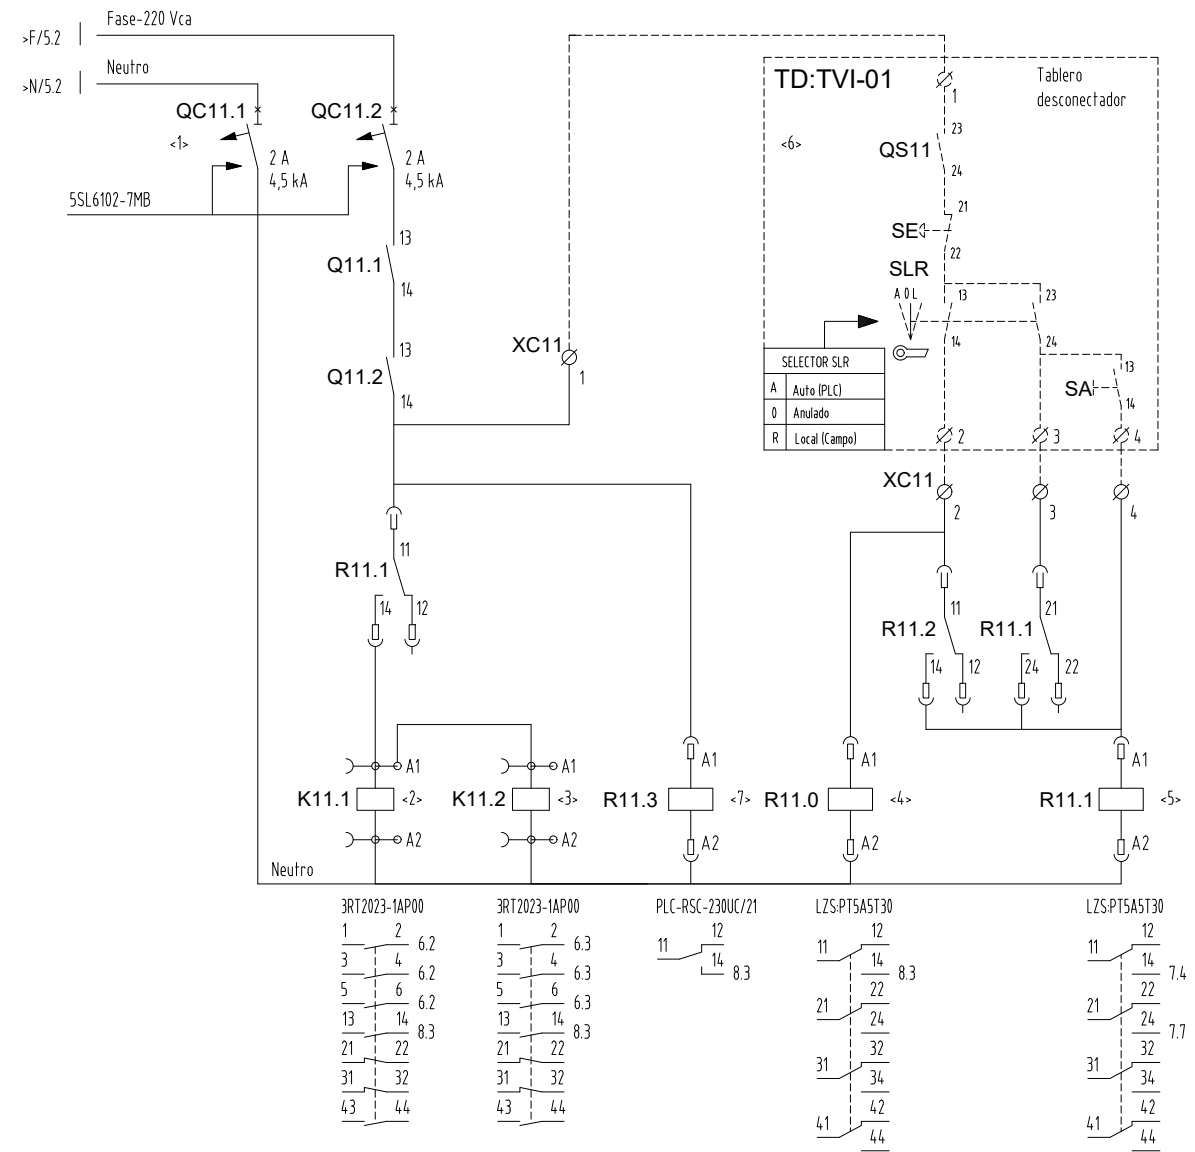 Fase-220 Vca
>F/5.2
Neutro
>N/5.2
QC11.1
QC11.2
<1>
2 A
4,5 kA
2 A
4,5 kA
5SL6102-7MB
13
Q11.1
14
13
Q11.2
14
XC11
1
TD:TVI-01
Tablero
desconectador
1
<6>
23
QS11
24
21
SE
22
SLR
A 0 L
13
23
14
24
SELECTOR SLR
A Auto (PLC)
0 Anulado
R Local (Campo)
13
SA
14
2
3
4
XC11
2
3
4
11
R11.1
14
12
11
R11.2
14
12
21
R11.1
24
22
A1
K11.1
<2>
A2
A1
K11.2
<3>
A2
A1
R11.3
<7>
A2
A1
R11.0
<4>
A2
A1
R11.1
<5>
A2
Neutro
3RT2023-1AP00
1 2 6.2
3 4 6.2
5 6 6.2
13 14 8.3
21 22
31 32
43 44
3RT2023-1AP00
1 2 6.3
3 4 6.3
5 6 6.3
13 14 8.3
21 22
31 32
43 44
PLC-RSC-230UC/21
12
11
14
8.3
LZS:PT5A5T30
12
11
14
8.3
22
21
24
32
31
34
42
41
44
LZS:PT5A5T30
12
11
14
7.4
22
21
24
7.7
32
31
34
42
41
44